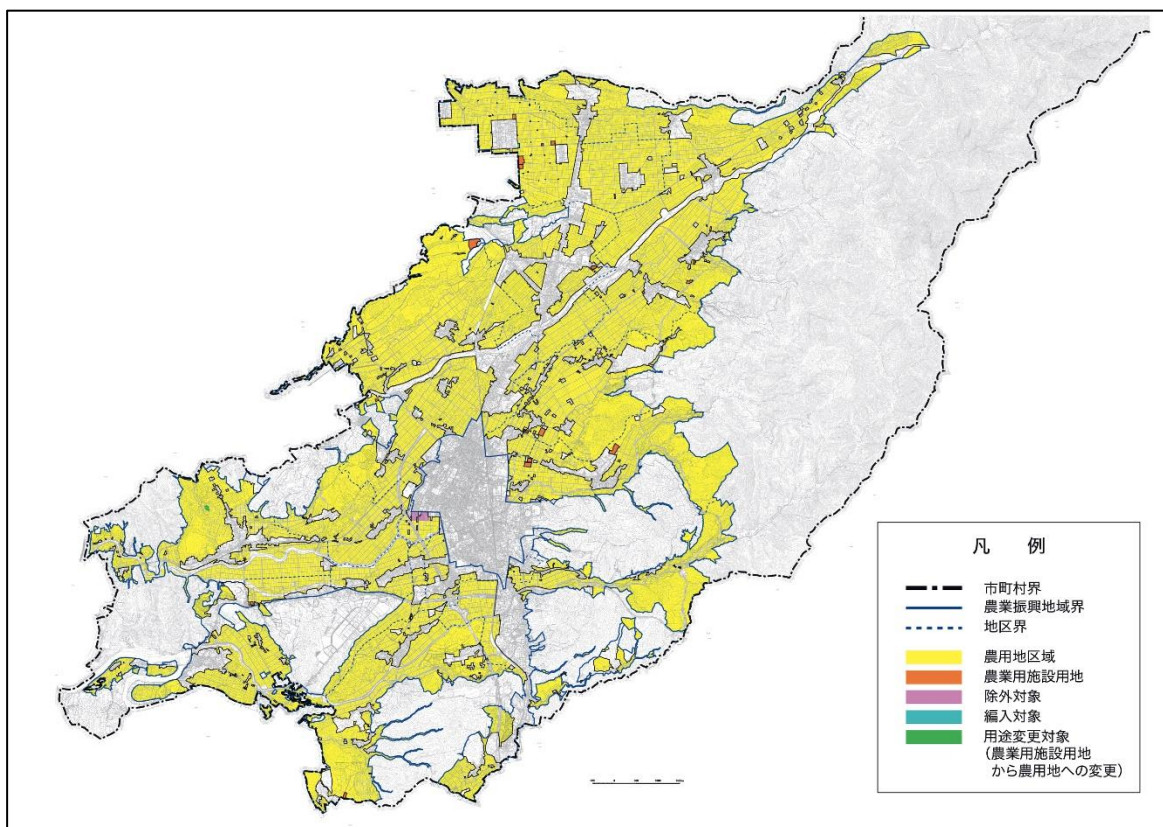 凡 例
市町村界
農業振興地域界
地区界
農用地区域
農業用施設用地
除外対象
編入対象
用途変更対象
(農業用施設用地
から農用地への変更)